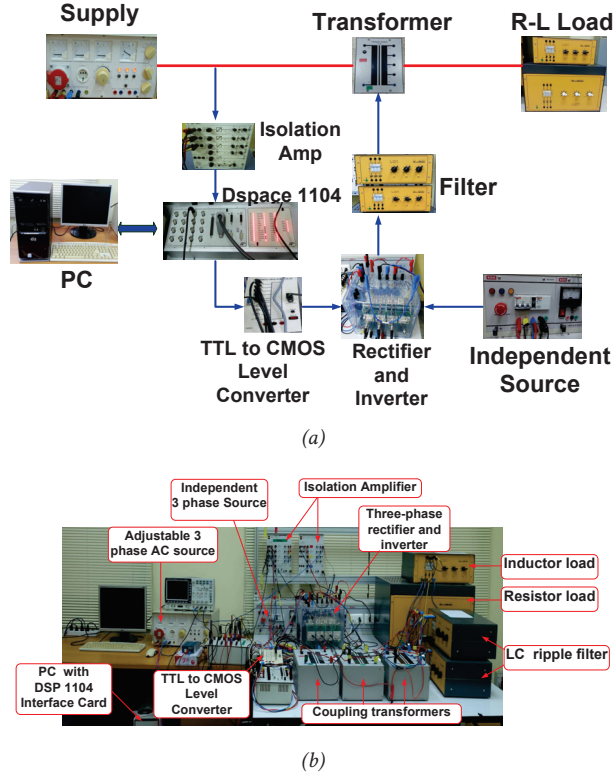 Supply
Transformer
R-L Load
Isolation
Amp
Dspace 1104
Filter
PC
TTL to CMOS
Level
Converter
Rectifier
and
Inverter
Independent
Source
(a)
Independent
3 phase Source
Isolation Amplifier
Adjustable 3
phase AC source
Three-phase
rectifier and
inverter
Inductor load
Resistor load
LC ripple filter
PC with
DSP 1104
Interface Card
TTL to CMOS
Level
Converter
Coupling transformers
(b)